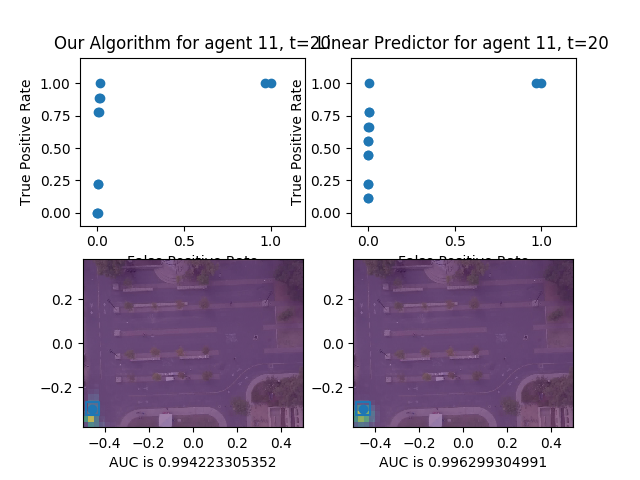 Our Algorithm for agent 11, t=20
Linear Predictor for agent 11, t=20
True Positive Rate
1.00
0.75
0.50
0.25
0.00
0.0 0.5 1.0
False Positive Rate
True Positive Rate
1.00
0.75
0.50
0.25
0.00
0.0 0.5 1.0
False Positive Rate
0.2
0.0
−0.2
−0.4 −0.2 0.0 0.2 0.4
AUC is 0.994223305352
0.2
0.0
−0.2
−0.4 −0.2 0.0 0.2 0.4
AUC is 0.996299304991